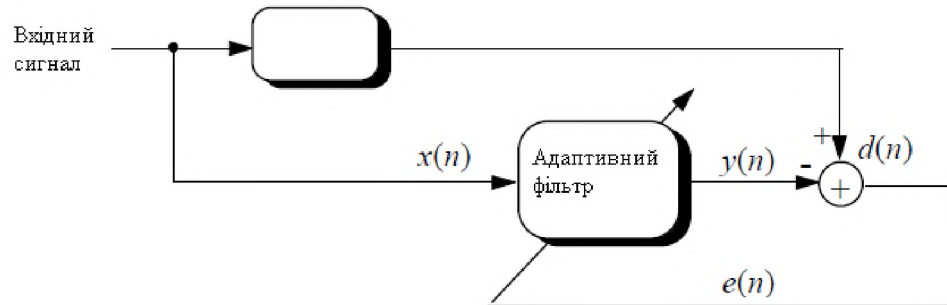 Вхідний
сигнал
x(n)
Адаптивний
фільтр
y(n)
+
-
d(n)
+
e(n)